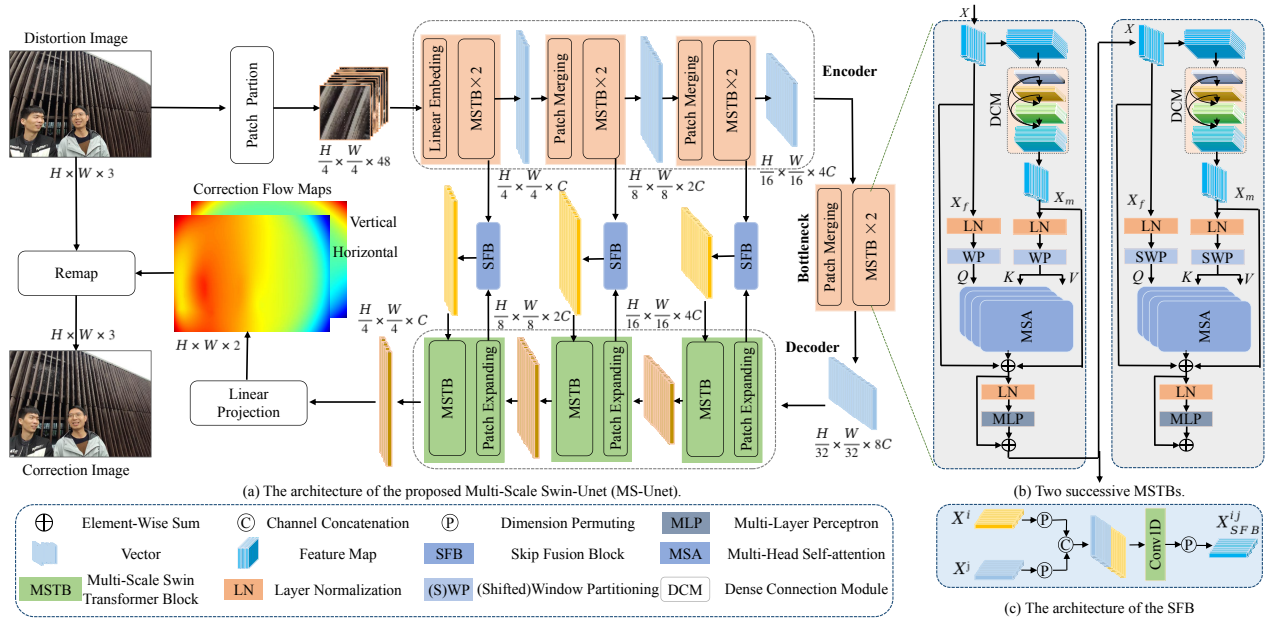 Distortion Image
H × W × 3
Patch Partion
H/4 × W/4 × 48
Linear Embeding
MSTB×2
Patch Merging
MSTB×2
Patch Merging
MSTB×2
Encoder
H/4 × W/4 × C
H/8 × W/8 × 2C
H/16 × W/16 × 4C
Correction Flow Maps
Vertical
Horizontal
Remap
H × W × 3
H × W × 2
SFB
SFB
SFB
Bottleneck
Patch Merging
MSTB×2
H/4 × W/4 × C
H/8 × W/8 × 2C
H/16 × W/16 × 4C
Decoder
MSTB
Patch Expanding
MSTB
Patch Expanding
MSTB
Patch Expanding
H/32 × W/32 × 8C
Linear
Projection
Correction Image
(a) The architecture of the proposed Multi-Scale Swin-Unet (MS-Unet).
X
DCM
X_f
X_m
LN
LN
WP
WP
Q
K
V
MSA
LN
MLP
X
DCM
X_f
X_m
LN
LN
SWP
SWP
Q
K
V
MSA
LN
MLP
(b) Two successive MSTBs.
⊕ Element-Wise Sum
C Channel Concatenation
P Dimension Permuting
MLP Multi-Layer Perceptron
Vector
Feature Map
SFB Skip Fusion Block
MSA Multi-Head Self-attention
MSTB Multi-Scale Swin
Transformer Block
LN Layer Normalization
(S)WP (Shifted)Window Partitioning
DCM Dense Connection Module
X^i
P
X^j
P
C
Conv1D
P
X^{ij}_{SFB}
(c) The architecture of the SFB